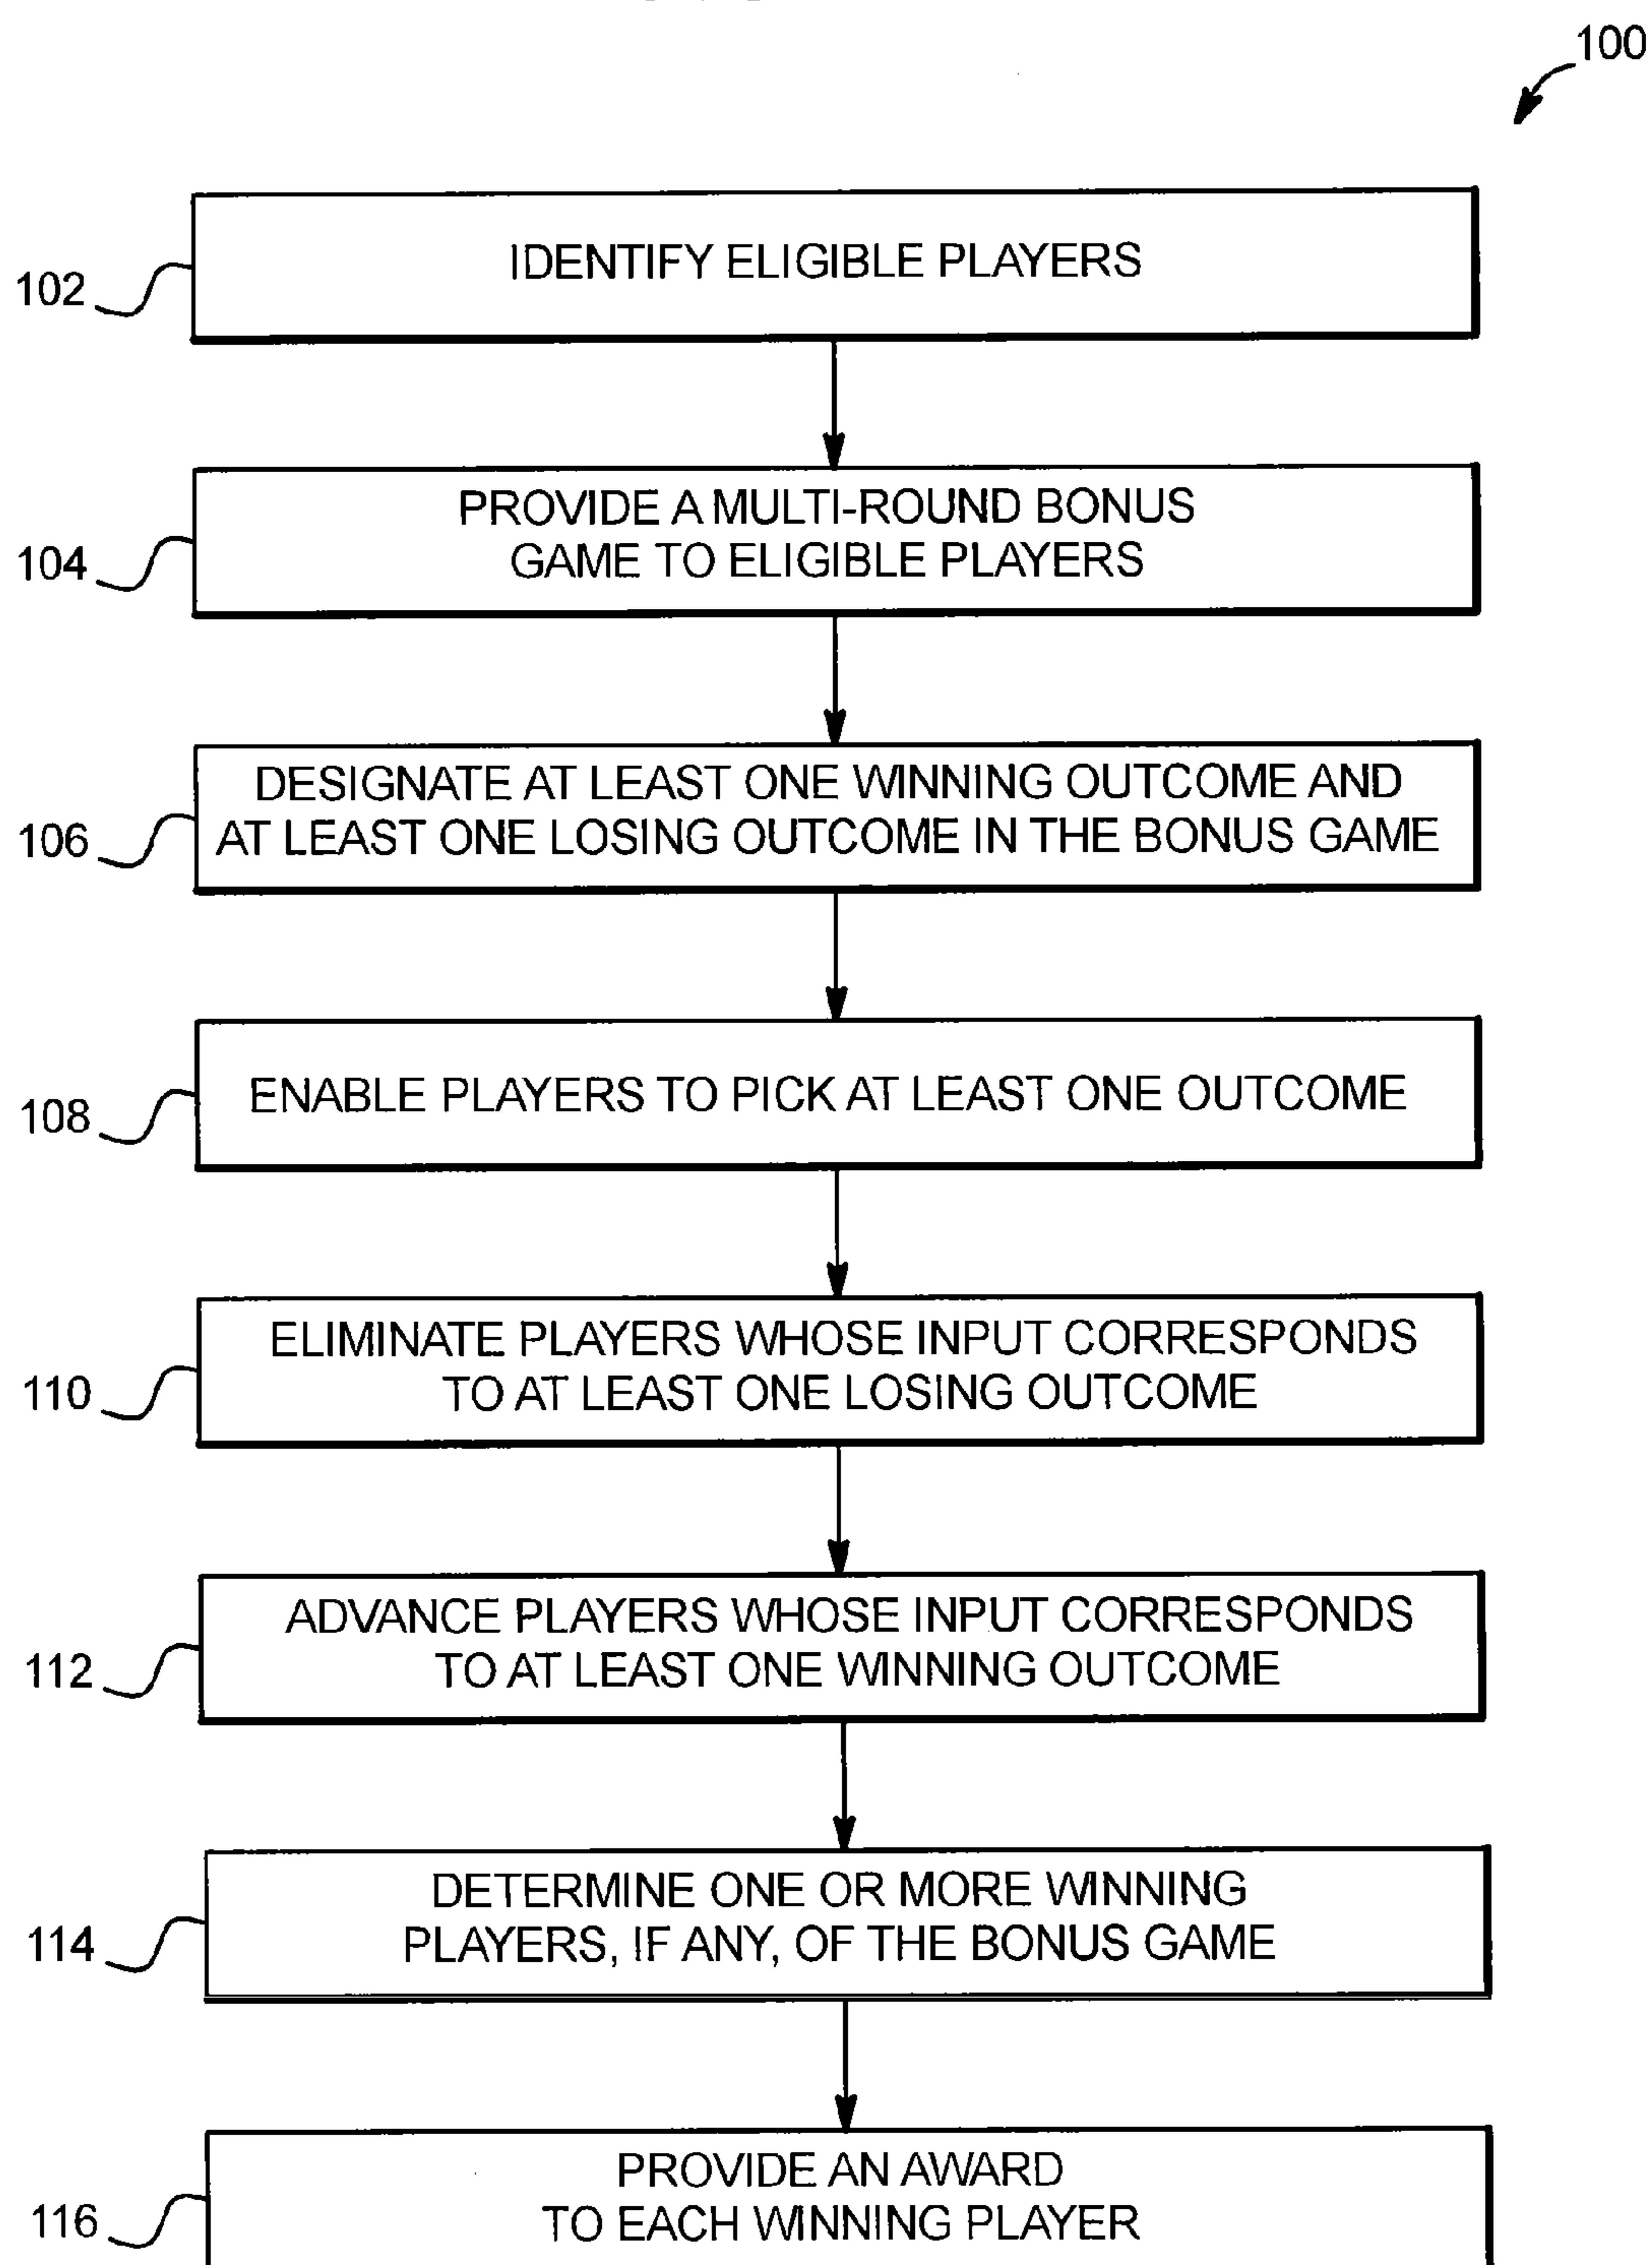 100
IDENTIFY ELIGIBLE PLAYERS
102
PROVIDE A MULTI-ROUND BONUS
GAME TO ELIGIBLE PLAYERS
104
DESIGNATE AT LEAST ONE WINNING OUTCOME AND
AT LEAST ONE LOSING OUTCOME IN THE BONUS GAME
106
ENABLE PLAYERS TO PICK AT LEAST ONE OUTCOME
108
ELIMINATE PLAYERS WHOSE INPUT CORRESPONDS
TO AT LEAST ONE LOSING OUTCOME
110
ADVANCE PLAYERS WHOSE INPUT CORRESPONDS
TO AT LEAST ONE WINNING OUTCOME
112
DETERMINE ONE OR MORE WINNING
PLAYERS, IF ANY, OF THE BONUS GAME
114
PROVIDE AN AWARD
TO EACH WINNING PLAYER
116